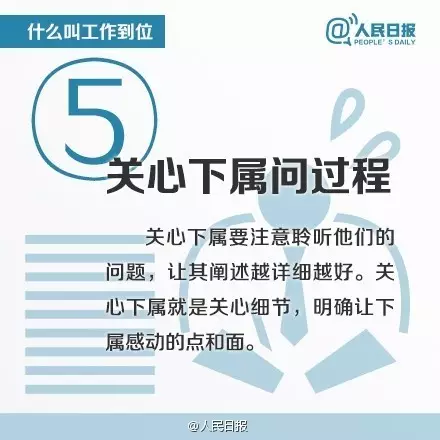 什么叫工作到位
@人民日报
PEOPLE'S DAILY
5
关心下属问过程
关心下属要注意聆听他们的
问题，让其阐述越详细越好。关
心下属就是关心细节，明确让下
属感动的点和面。
@人民日报